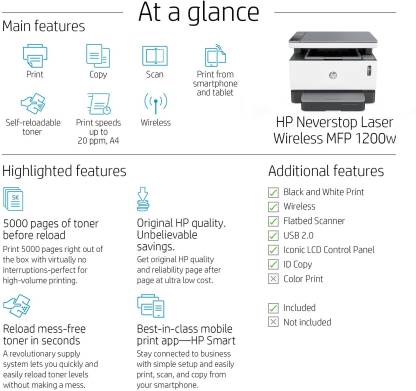 At a glance
Main features
Print
Copy
Scan
Print from
smartphone
and tablet
Self-reloadable
toner
Print speeds
up to
20 ppm, A4
Wireless
hp
HP Neverstop Laser
Wireless MFP 1200w
Highlighted features
5K
5000 pages of toner
before reload
Print 5000 pages right out of
the box with virtually no
interruptions-perfect for
high-volume printing.
Original HP quality.
Unbelievable
savings.
Get original HP quality
and reliability page after
page at ultra low cost.
Reload mess-free
toner in seconds
A revolutionary supply
system lets you quickly and
easily reload toner levels
without making a mess.
Best-in-class mobile
print app—HP Smart
Stay connected to business
with simple setup and easily
print, scan, and copy from
your smartphone.
Additional features
Black and White Print
Wireless
Flatbed Scanner
USB 2.0
Iconic LCD Control Panel
ID Copy
Color Print
Included
Not included